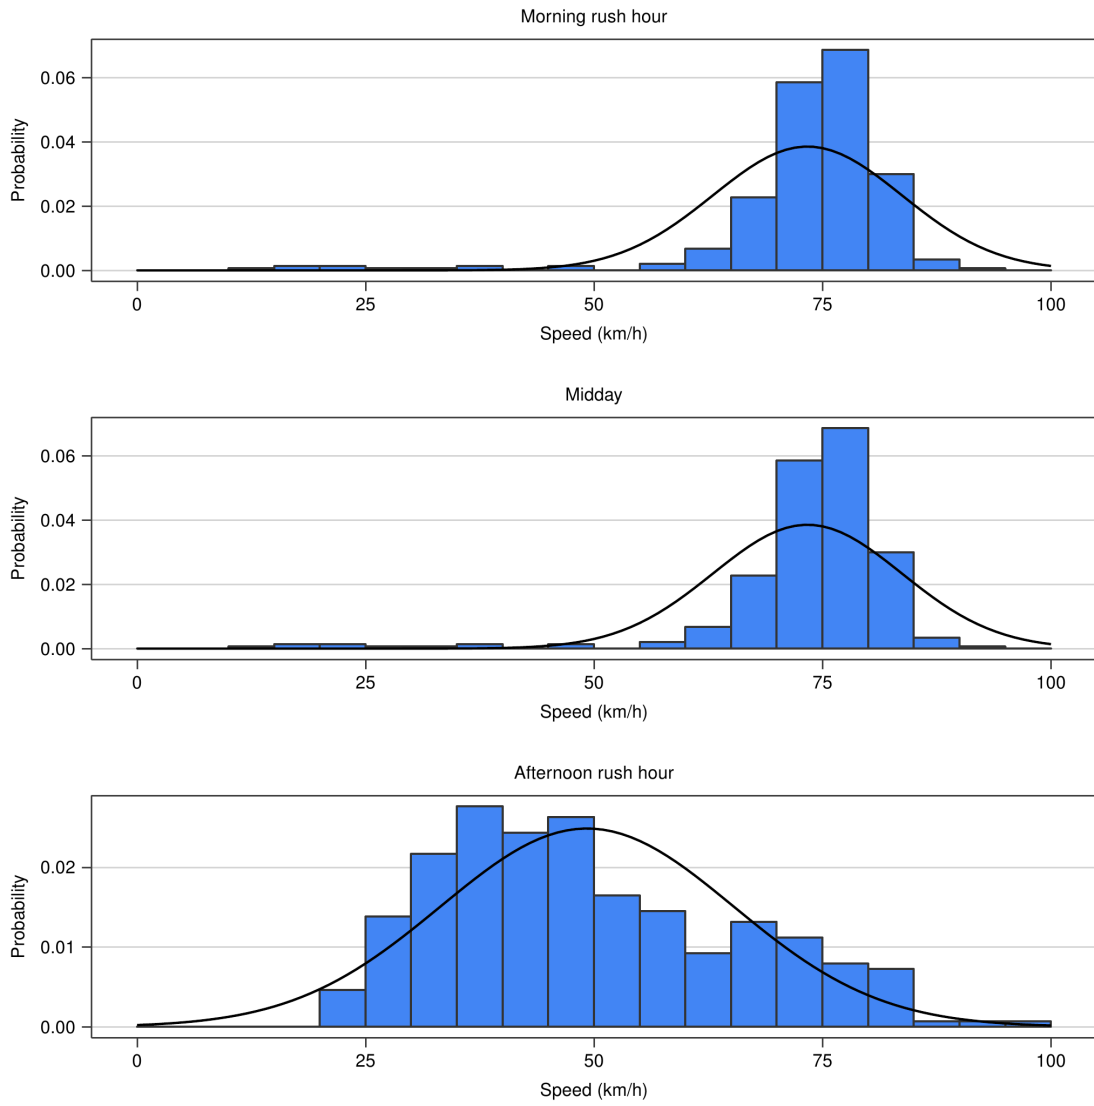 Morning rush hour
0.06
0.04
0.02
0.00
Probability
0 25 50 75 100
Speed (km/h)
Midday
0.06
0.04
0.02
0.00
Probability
0 25 50 75 100
Speed (km/h)
Afternoon rush hour
0.02
0.01
0.00
Probability
0 25 50 75 100
Speed (km/h)